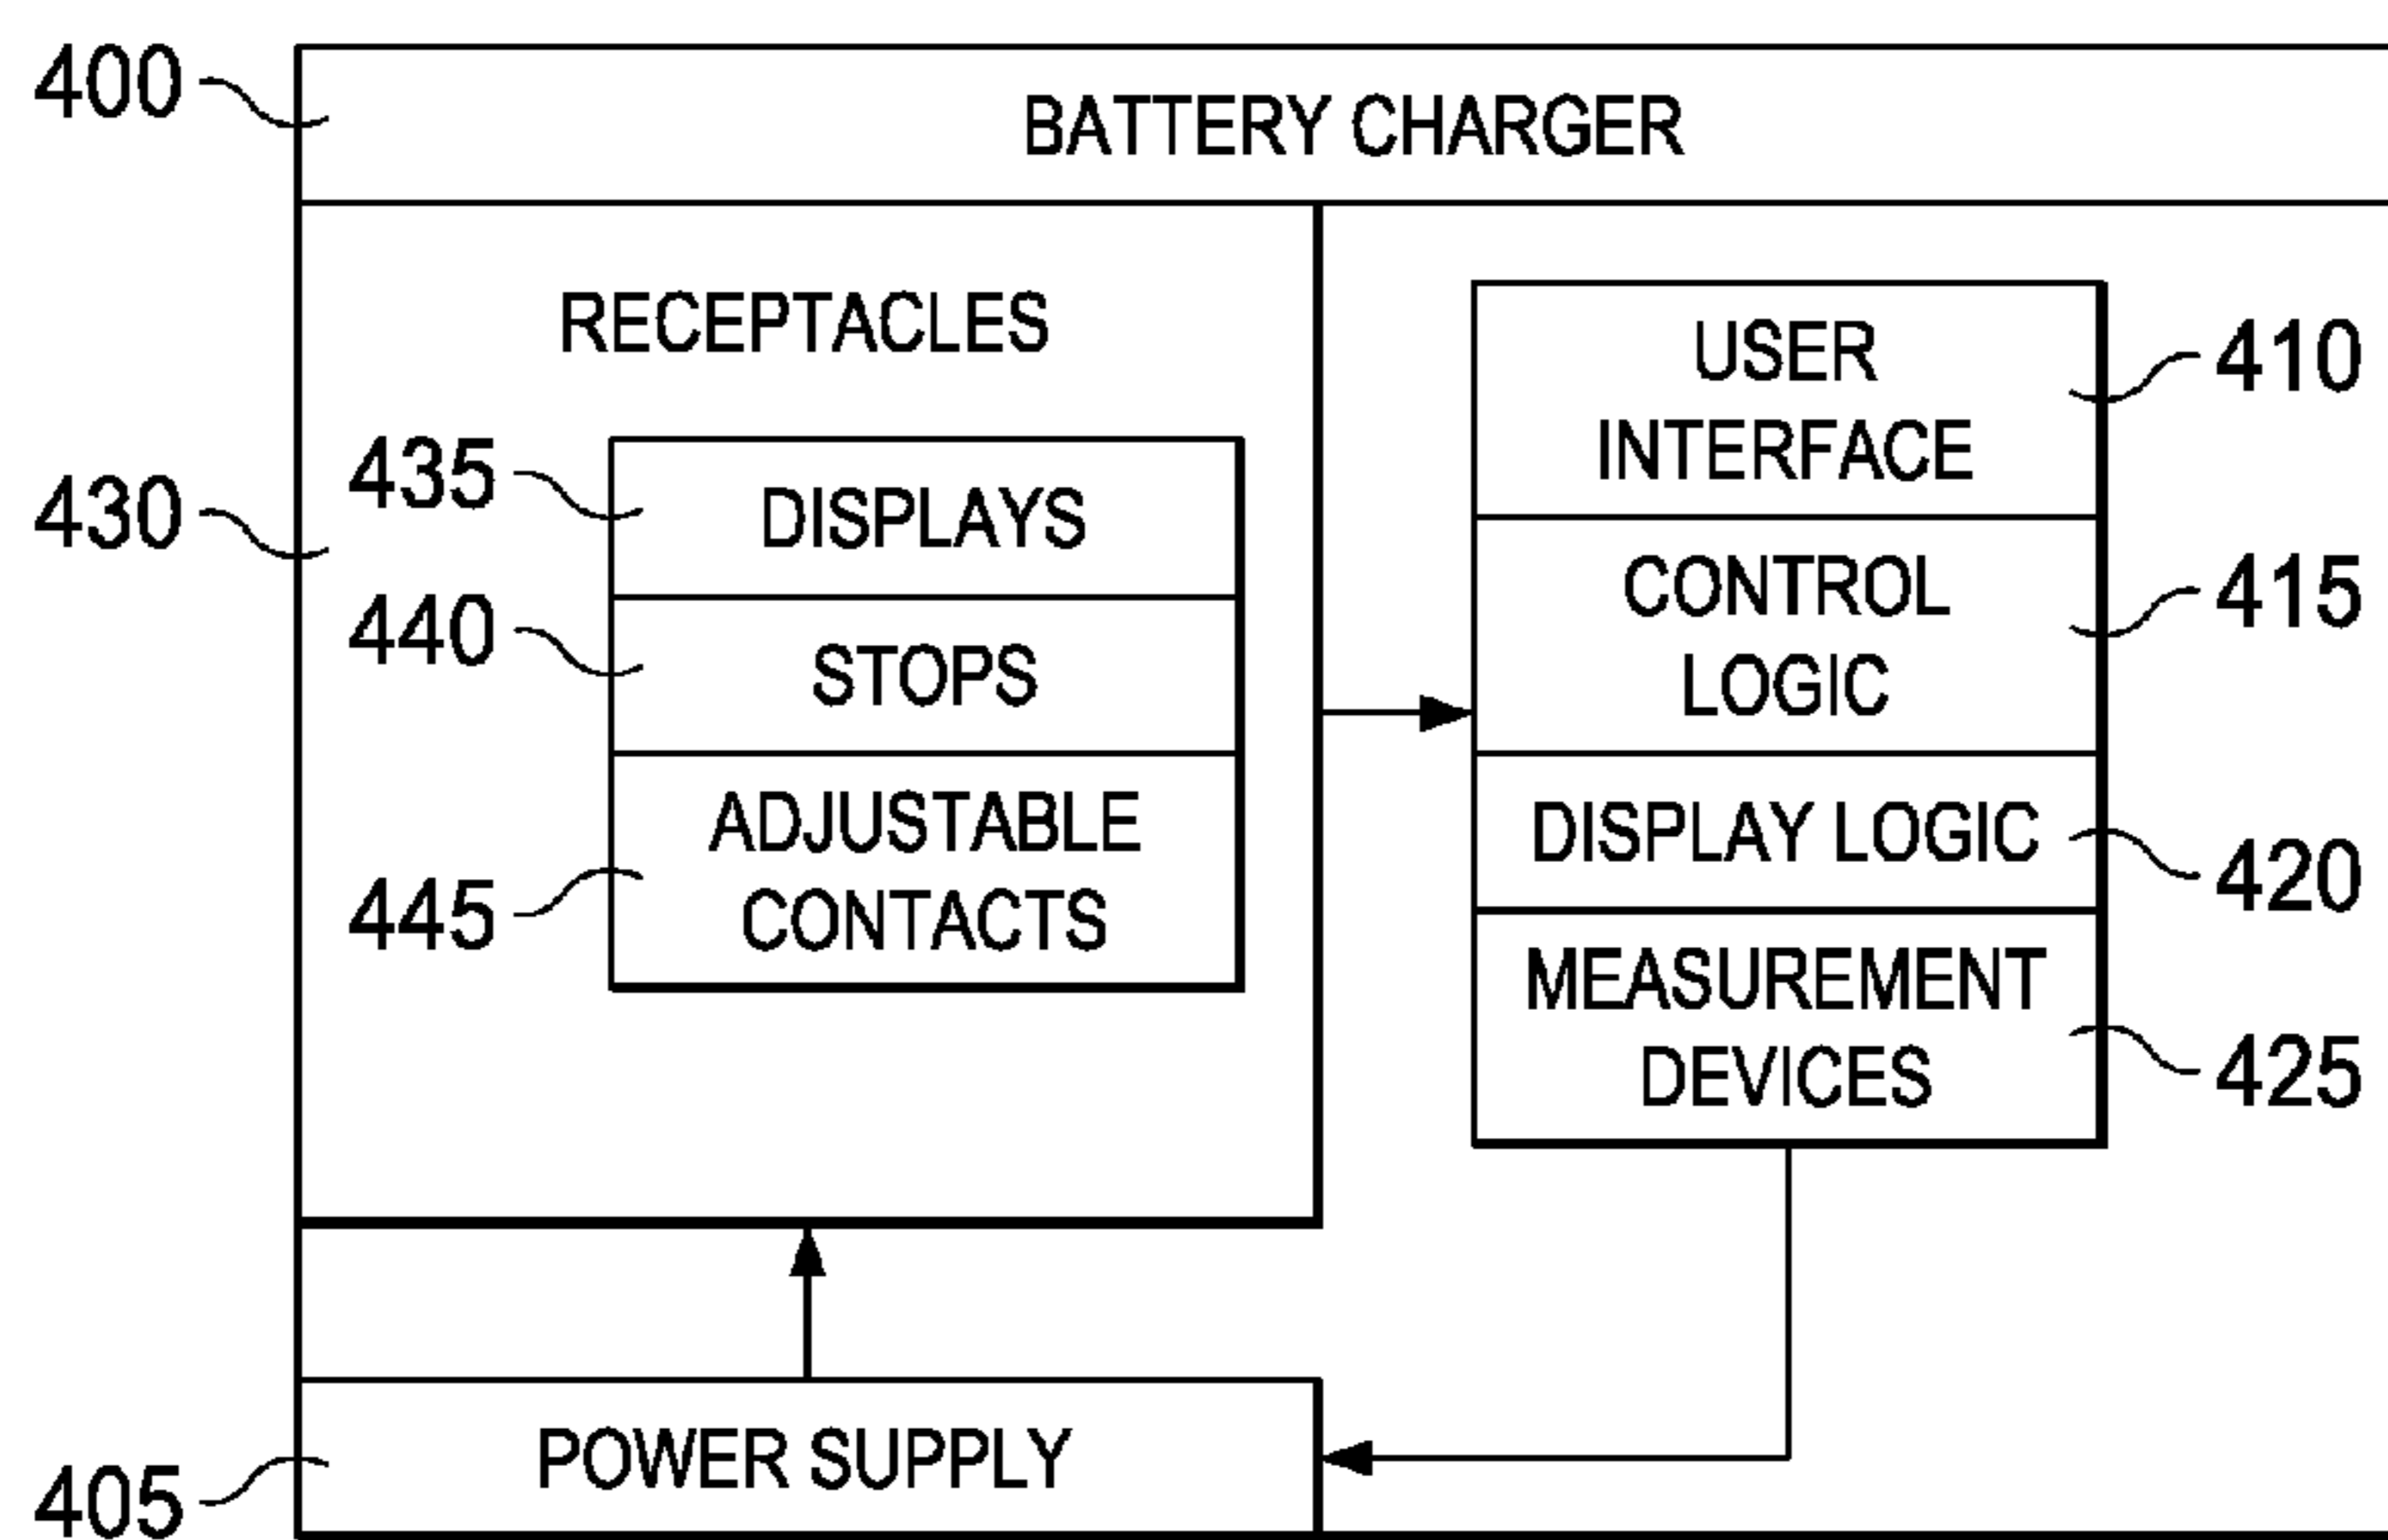 400
BATTERY CHARGER
RECEPTACLES
430
435
DISPLAYS
440
STOPS
445
ADJUSTABLE
CONTACTS
USER
INTERFACE
410
CONTROL
LOGIC
415
DISPLAY LOGIC
420
MEASUREMENT
DEVICES
425
405
POWER SUPPLY